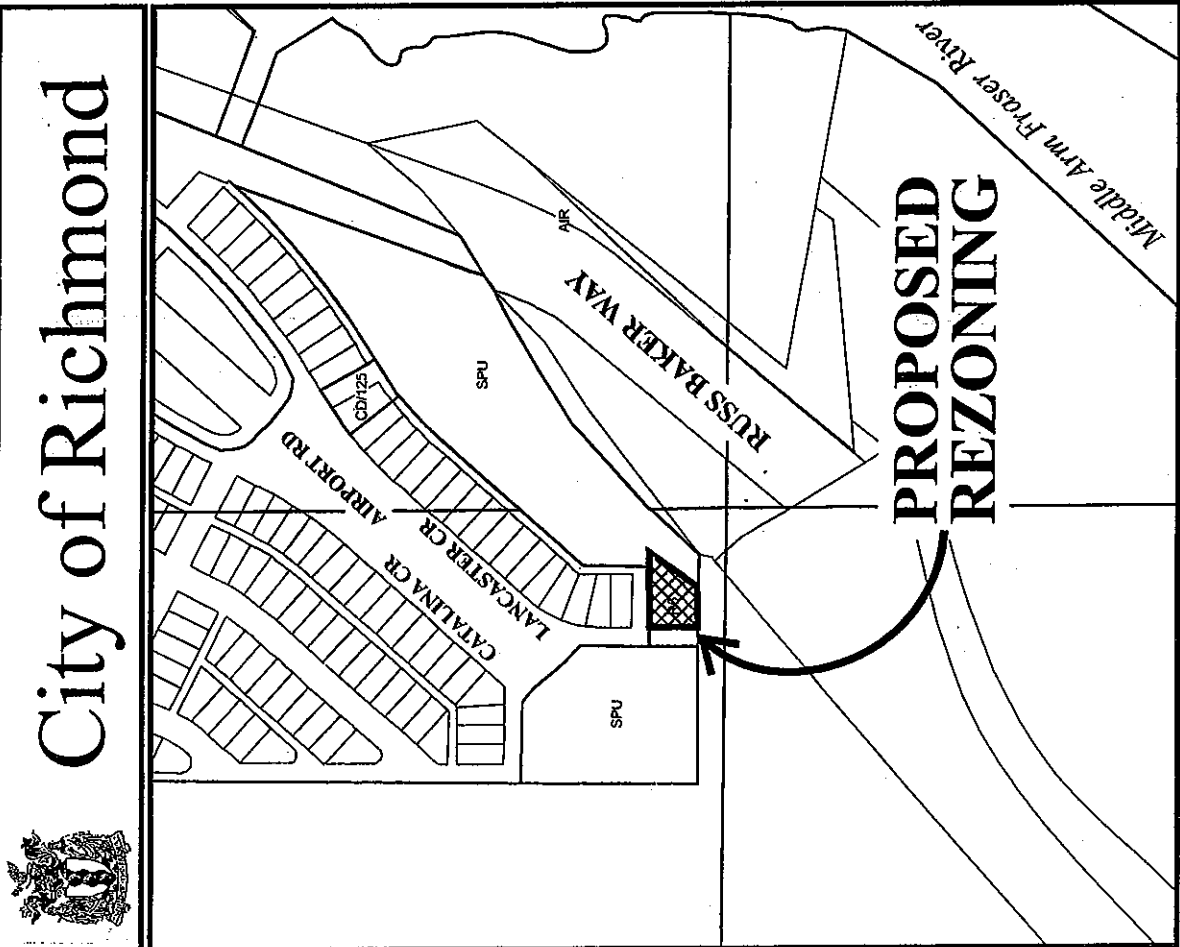 City of Richmond
Middle Arm Fraser River
AIR
RUSS BAKER WAY
SPU
CD/125
AIRPORT RD
LANCASTER CR
CATALINA CR
SPU
PROPOSED
REZONING